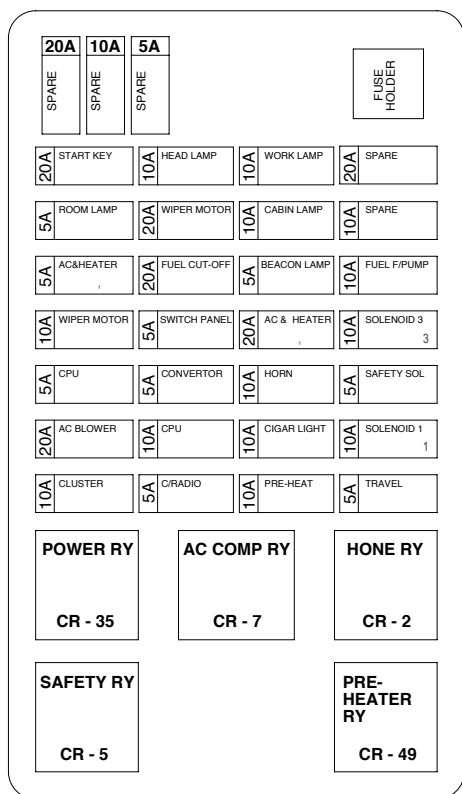 20A 10A 5A
SPARE SPARE SPARE
FUSE
HOLDER
20A START KEY 10A HEAD LAMP 10A WORK LAMP 20A SPARE
5A ROOM LAMP 20A WIPER MOTOR 10A CABIN LAMP 10A SPARE
5A AC&HEATER 20A FUEL CUT-OFF 5A BEACON LAMP 10A FUEL F/PUMP
, 
10A WIPER MOTOR 5A SWITCH PANEL 20A AC & HEATER 10A SOLENOID 3
, 3
5A CPU 5A CONVERTOR 10A HORN 5A SAFETY SOL
20A AC BLOWER 10A CPU 10A CIGAR LIGHT 10A SOLENOID 1
1
10A CLUSTER 5A C/RADIO 10A PRE-HEAT 5A TRAVEL
POWER RY AC COMP RY HONE RY
CR - 35 CR - 7 CR - 2
SAFETY RY
CR - 5
PRE-
HEATER
RY
CR - 49